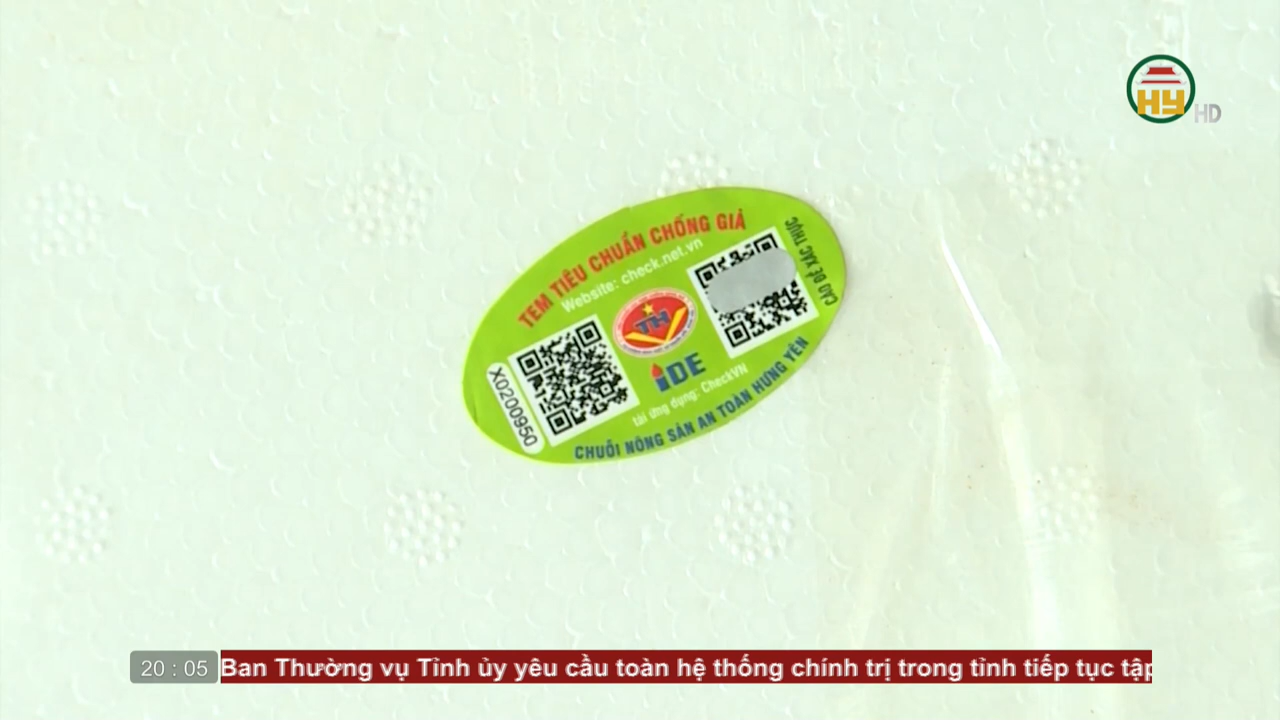 HY HD
TEM TIÊU CHUẨN CHỐNG GIẢ
Website: check.net.vn
CÀO ĐỂ XÁC THỰC
TH
iDE
X0200950
tải ứng dụng: CheckVN
CHUỖI NÔNG SẢN AN TOÀN HƯNG YÊN
20 : 05 Ban Thường vụ Tỉnh ủy yêu cầu toàn hệ thống chính trị trong tỉnh tiếp tục tập